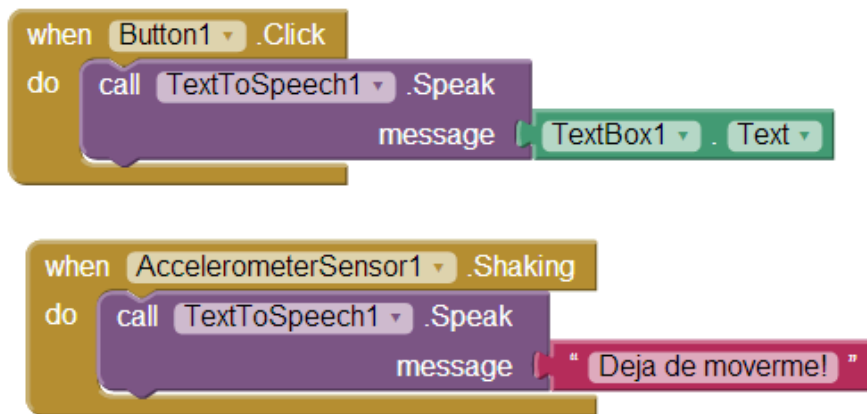 when Button1 .Click
do call TextToSpeech1 .Speak
message TextBox1 . Text
when AccelerometerSensor1 .Shaking
do call TextToSpeech1 .Speak
message “ Deja de moverme! ”